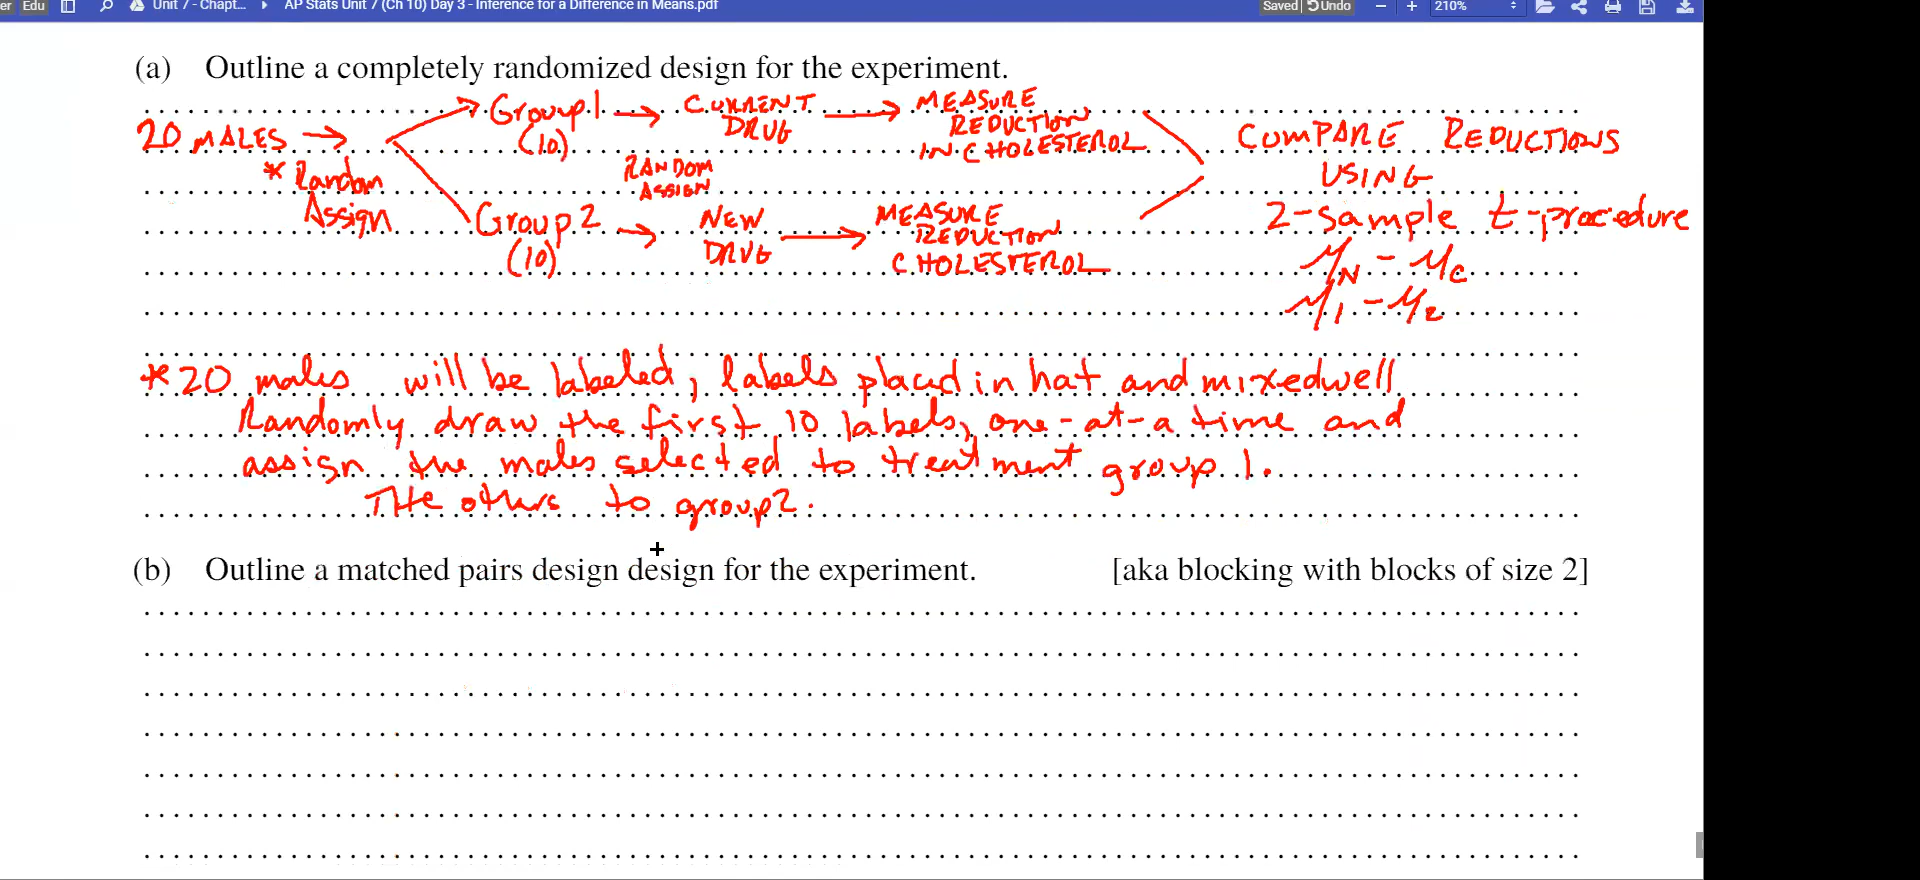 er Edu Unit 7 - Chapt... AP Stats Unit 7 (Ch 10) Day 3 - Inference for a Difference in Means.pdf Saved Undo 210%
(a) Outline a completely randomized design for the experiment.
20 MALES
* Random
Assign
Group 1
(10)
CURRENT
DRUG
MEASURE
REDUCTION
IN CHOLESTEROL
RANDOM
ASSIGN
Group 2
(10)
NEW
DRUG
MEASURE
REDUCTION
CHOLESTEROL
COMPARE REDUCTIONS
USING
2-sample t-procedure
μN - μC
μ1 - μ2
* 20 males will be labeled, labels placed in hat and mixed well
Randomly draw the first 10 labels, one-at-a time and
assign the males selected to treatment group 1.
THe others to group 2.
(b) Outline a matched pairs design design for the experiment. [aka blocking with blocks of size 2]